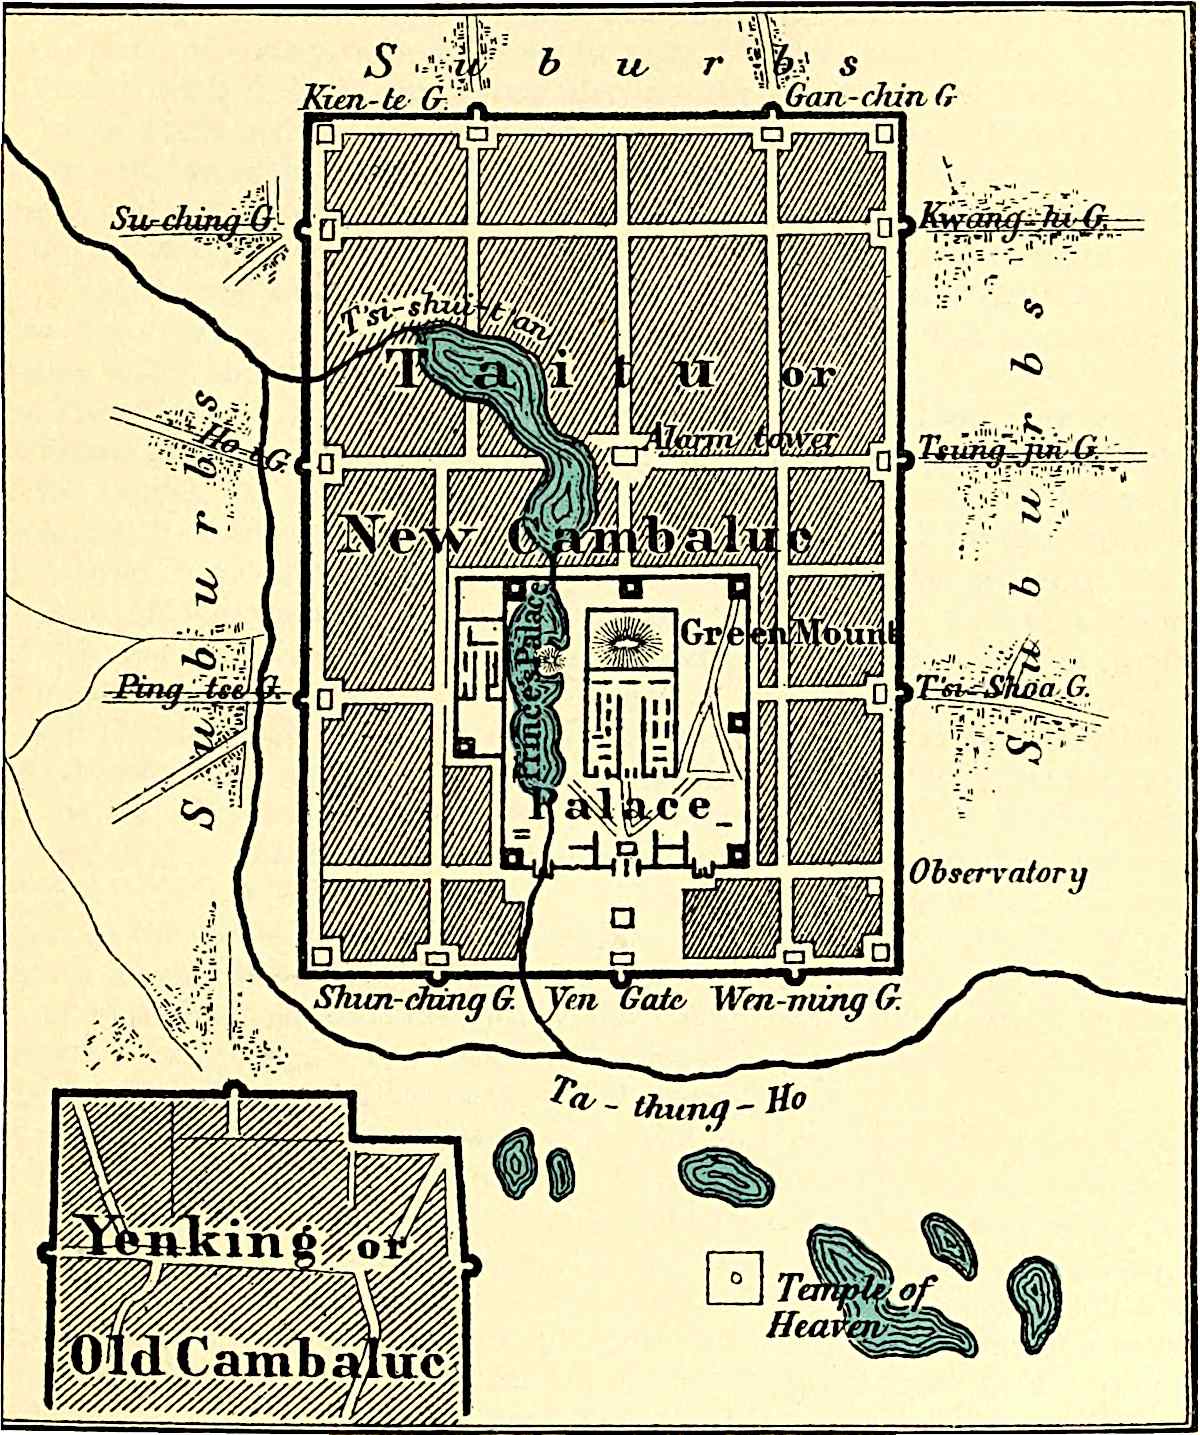 Suburbs
Kien-te G.
Gan-chin G
Su-ching G
Kwang-hi G.
T'si-shui-t'an
Taitu or
Suburbs
Suburbs
Ho-i G.
Alarm tower
Tsung-jin G.
New Cambaluc
Prince's Palace
Green Mount
Ping-tse G.
T'si-Shoa G.
Palace
Observatory
Shun-ching G.
Yen Gate
Wen-ming G.
Ta-thung-Ho
Yenking or
Old Cambaluc
Temple of
Heaven